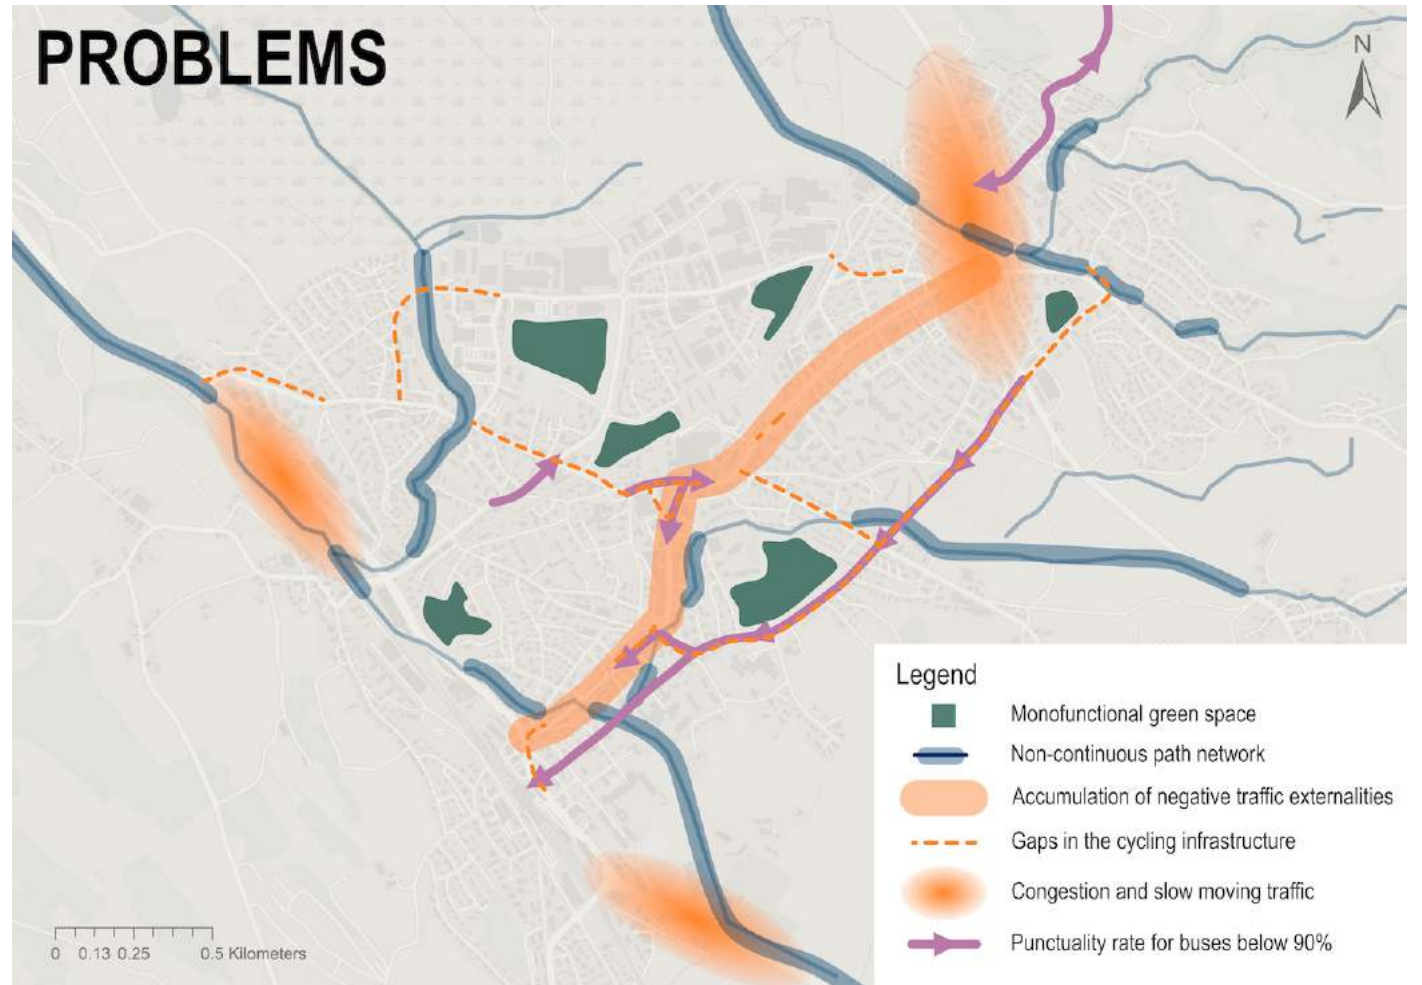 PROBLEMS
N
Legend
Monofunctional green space
Non-continuous path network
Accumulation of negative traffic externalities
Gaps in the cycling infrastructure
Congestion and slow moving traffic
Punctuality rate for buses below 90%
0 0.13 0.25 0.5 Kilometers